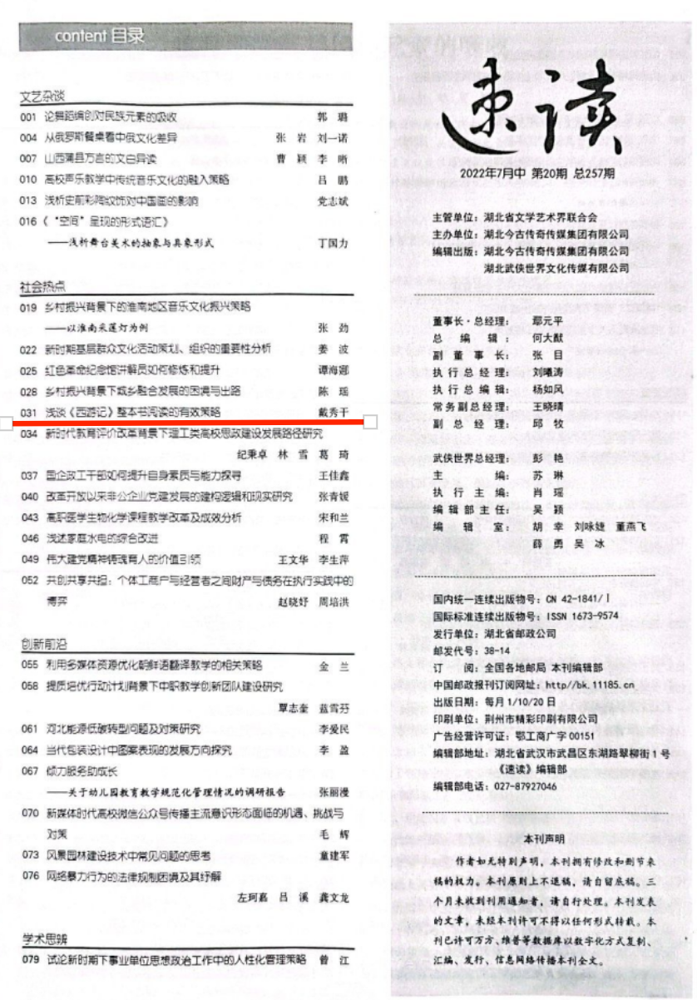 content 目录
文艺杂谈
001 论舞蹈编创对民族元素的吸收 郭 璐
004 从俄罗斯餐桌看中俄文化差异 张 岩 刘一诺
007 山西蒲县方言的文白异读 曹 颖 李 晰
010 高校声乐教学中传统音乐文化的融入策略 吕 鹏
013 浅析史前彩陶纹饰对中国画的影响 党志斌
016《“空间”呈现的形式语汇》
——浅析舞台美术的抽象与具象形式 丁国力
社会热点
019 乡村振兴背景下的淮南地区音乐文化振兴策略
——以淮南采莲灯为例 张 劲
022 新时期基层群众文化活动策划、组织的重要性分析 姜 波
025 红色革命纪念馆讲解员如何修炼和提升 谭海娜
028 乡村振兴背景下城乡融合发展的困境与出路 陈 瑶
031 浅谈《西游记》整本书阅读的有效策略 戴秀干
034 新时代教育评价改革背景下理工类高校思政建设发展路径研究
纪秉卓 林 雪 葛 琦
037 国企政工干部如何提升自身素质与能力探寻 王佳鑫
040 改革开放以来非公企业党建发展的建构逻辑和现实研究 张青媛
043 高职医学生物化学课程教学改革及成效分析 宋和兰
046 浅述家庭水电的综合改进 程 霄
049 伟大建党精神铸魂育人的价值引领 王文华 李生萍
052 共创共享共担：个体工商户与经营者之间财产与债务在执行实践中的
博弈 赵晓妤 周培洪
创新前沿
055 利用多媒体资源优化朝鲜语翻译教学的相关策略 金 兰
058 提质培优行动计划背景下中职教学创新团队建设研究
覃志奎 蓝雪芬
061 河北能源低碳转型问题及对策研究 李爱民
064 当代包装设计中图案表现的发展方向探究 李 盈
067 倾力服务助成长
——关于幼儿园教育教学规范化管理情况的调研报告 张丽漫
070 新媒体时代高校微信公众号传播主流意识形态面临的机遇、挑战与
对策 毛 辉
073 风景园林建设技术中常见问题的思考 童建军
076 网络暴力行为的法律规制困境及其纾解
左珂嘉 吕 溪 龚文龙
学术思辨
079 试论新时期下事业单位思想政治工作中的人性化管理策略 曾 江
速读
2022年7月中 第20期 总257期
主管单位：湖北省文学艺术界联合会
主办单位：湖北今古传奇传媒集团有限公司
编辑出版：湖北今古传奇传媒集团有限公司
湖北武侠世界文化传媒有限公司
董事长·总经理： 鄢元平
总 编 辑： 何大猷
副 董 事 长： 张 目
执 行 总 经 理： 刘曦涛
执 行 总 编 辑： 杨如风
常务副总经理： 王晓晴
副 总 经 理： 邱 牧
武侠世界总经理： 彭 川
主 编： 苏 琳
执 行 主 编： 肖 瑶
编 辑 部 主 任： 吴 颖
编 辑 室： 胡 幸 刘咏婕 董燕飞
薛 勇 吴 冰
国内统一连续出版物号：CN 42-1841/I
国际标准连续出版物号：ISSN 1673-9574
发行单位：湖北省邮政公司
邮发代号：38-14
订 阅：全国各地邮局 本刊编辑部
中国邮政报刊订阅网址：http//bk.11185.cn
出版日期：每月1/10/20日
印刷单位：荆州市精彩印刷有限公司
广告经营许可证：鄂工商广字00151
编辑部地址：湖北省武汉市武昌区东湖路翠柳街1号
《速读》编辑部
编辑部电话：027-87927046
本刊声明
作者如无特别声明，本刊拥有修改和删节来
稿的权力。本刊原则上不退稿，请自留底稿。三
个月未收到刊用通知者，请自行处理。本刊发表
的文章，未经本刊许可不得以任何形式转载。本
刊已许可万方、维普等数据库以数字化方式复制、
汇编、发行、信息网络传播本刊全文。